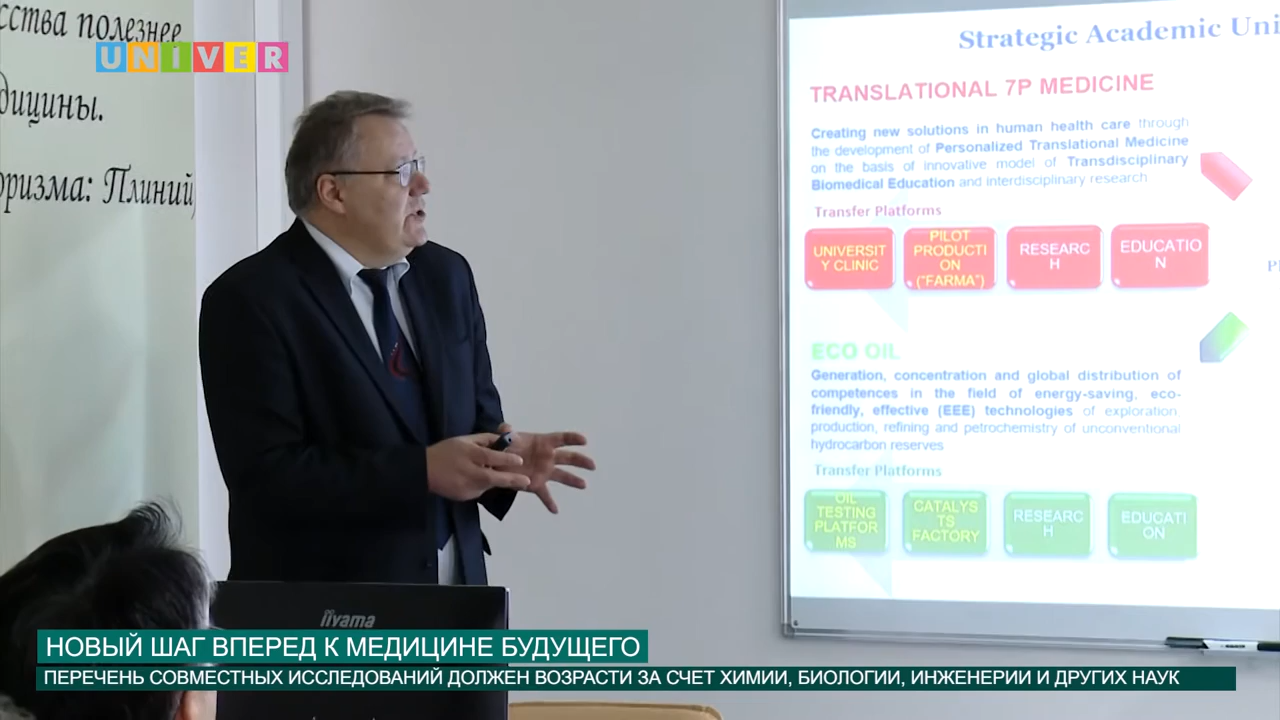 сства полезнее
UNIVER
дицины.
оризма: Плиний
Strategic Academic Uni
TRANSLATIONAL 7P MEDICINE
Creating new solutions in human health care through
the development of Personalized Translational Medicine
on the basis of innovative model of Transdisciplinary
Biomedical Education and interdisciplinary research
Transfer Platforms
UNIVERSIT
Y CLINIC
PILOT
PRODUCTI
ON
("FARMA")
RESEARC
H
EDUCATIO
N
ECO OIL
Generation, concentration and global distribution of
competences in the field of energy-saving, eco-
friendly, effective (EEE) technologies of exploration,
production, refining and petrochemistry of unconventional
hydrocarbon reserves
Transfer Platforms
OIL
TESTING
PLATFOR
MS
CATALYS
TS
FACTORY
RESEARC
H
EDUCATI
ON
iiyama
НОВЫЙ ШАГ ВПЕРЕД К МЕДИЦИНЕ БУДУЩЕГО
ПЕРЕЧЕНЬ СОВМЕСТНЫХ ИССЛЕДОВАНИЙ ДОЛЖЕН ВОЗРАСТИ ЗА СЧЕТ ХИМИИ, БИОЛОГИИ, ИНЖЕНЕРИИ И ДРУГИХ НАУК